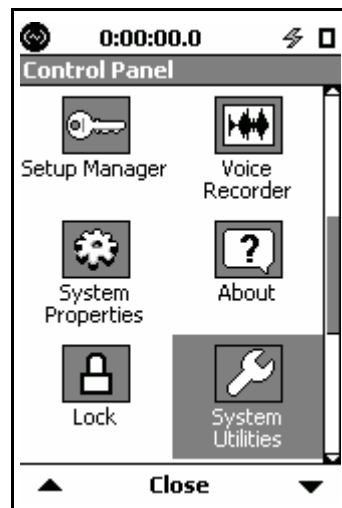 0:00:00.0
Control Panel
Setup Manager
Voice
Recorder
System
Properties
?
About
Lock
System
Utilities
Close